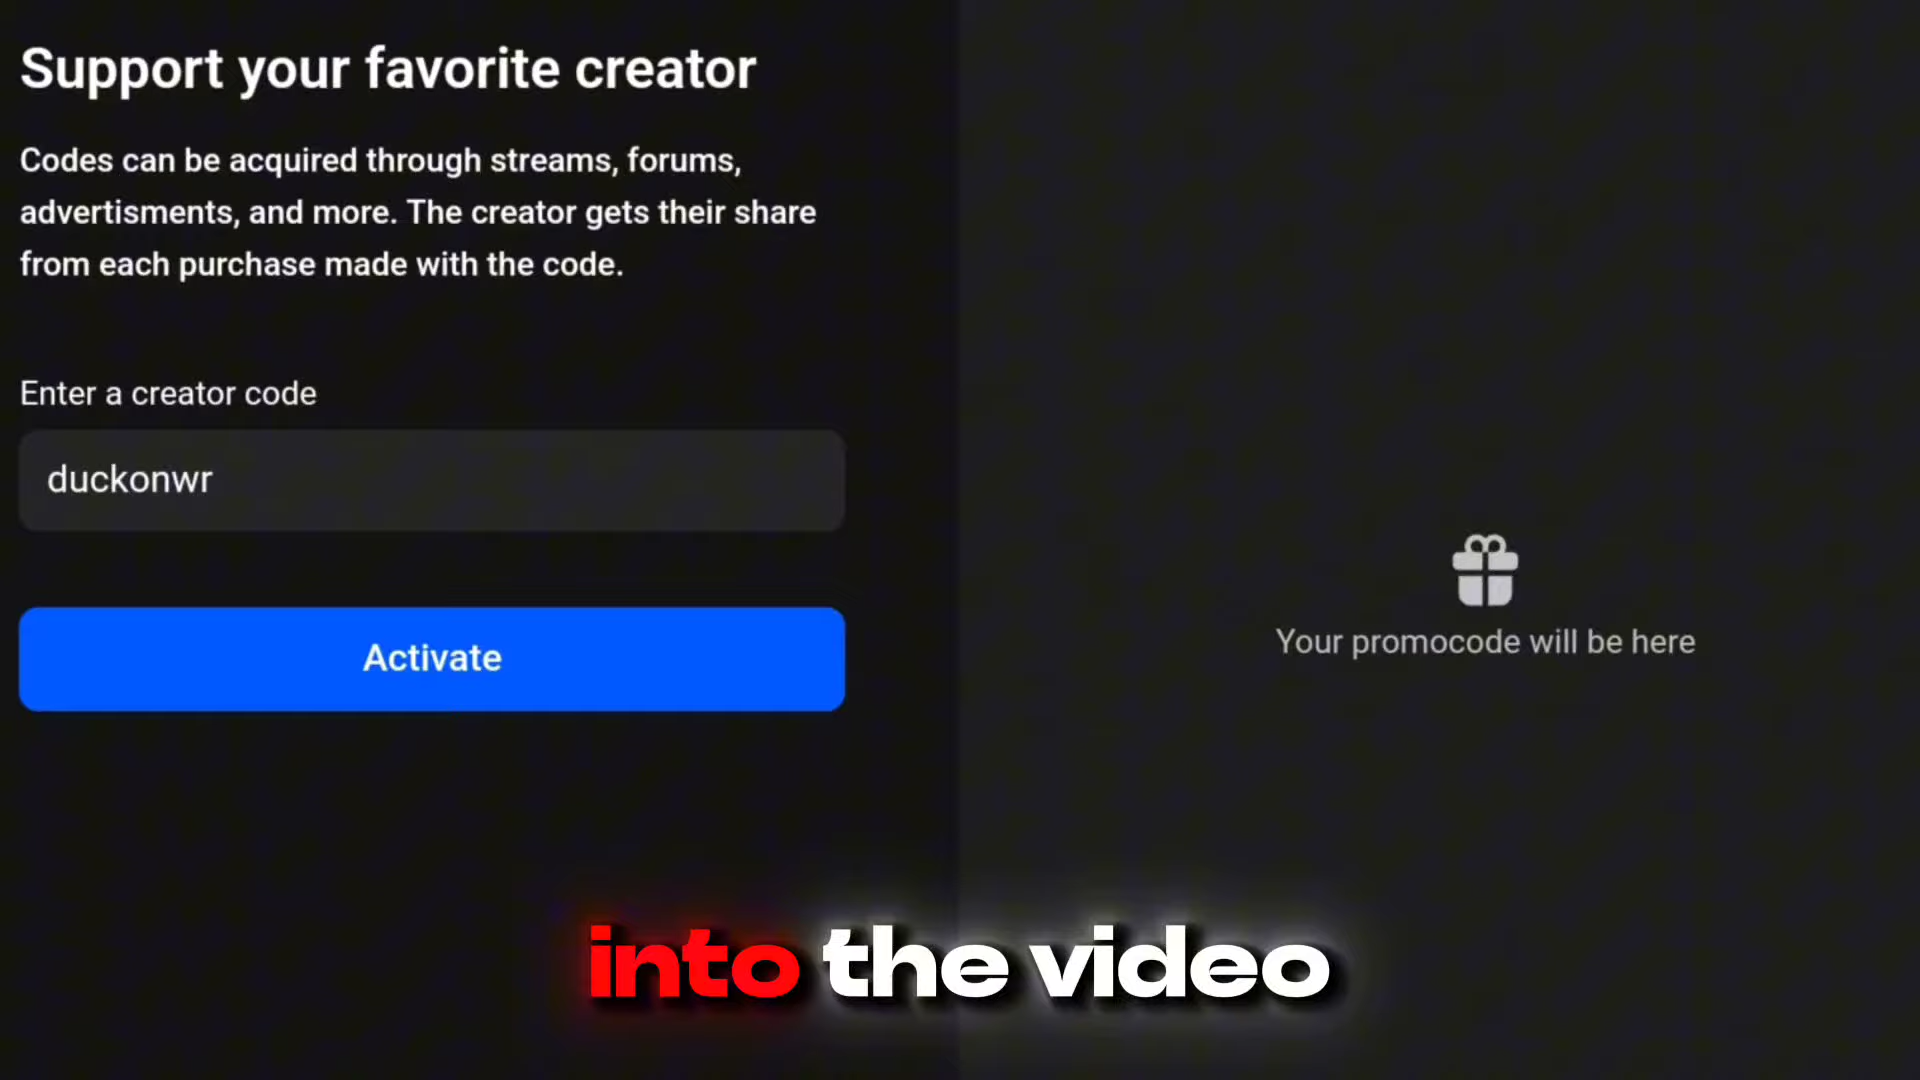 Support your favorite creator
Codes can be acquired through streams, forums,
advertisments, and more. The creator gets their share
from each purchase made with the code.
Enter a creator code
duckonwr
Activate
Your promocode will be here
into the video